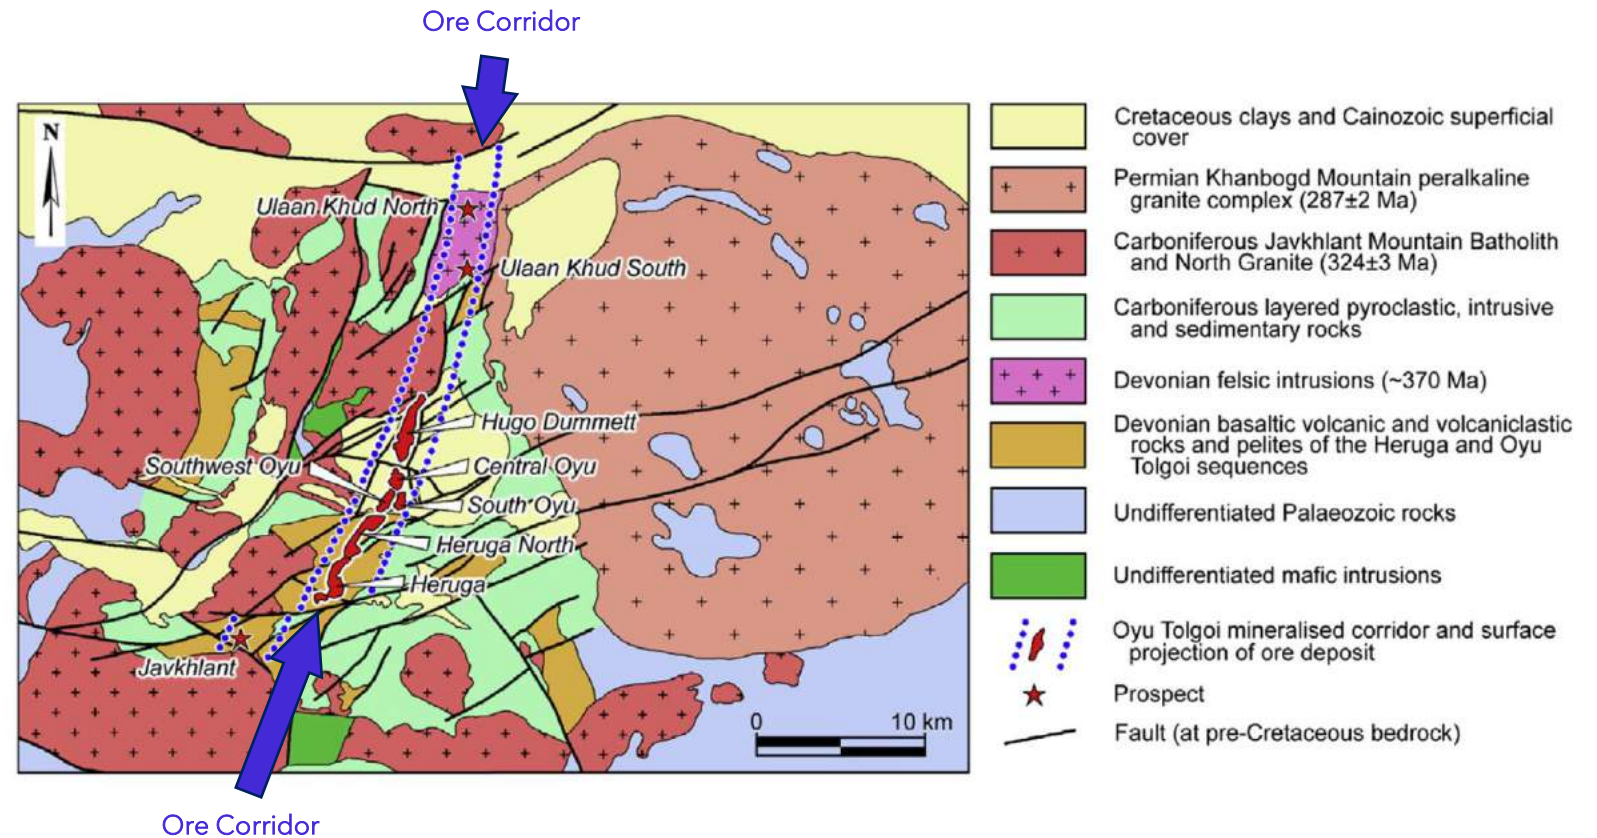 Ore Corridor
N
Ulaan Khud North
Ulaan Khud South
Hugo Dummett
Southwest Oyu
Central Oyu
South Oyu
Heruga North
Heruga
Javkhlant
0 10 km
Ore Corridor
Cretaceous clays and Cainozoic superficial
cover
Permian Khanbogd Mountain peralkaline
granite complex (287±2 Ma)
Carboniferous Javkhlant Mountain Batholith
and North Granite (324±3 Ma)
Carboniferous layered pyroclastic, intrusive
and sedimentary rocks
Devonian felsic intrusions (~370 Ma)
Devonian basaltic volcanic and volcaniclastic
rocks and pelites of the Heruga and Oyu
Tolgoi sequences
Undifferentiated Palaeozoic rocks
Undifferentiated mafic intrusions
Oyu Tolgoi mineralised corridor and surface
projection of ore deposit
Prospect
Fault (at pre-Cretaceous bedrock)